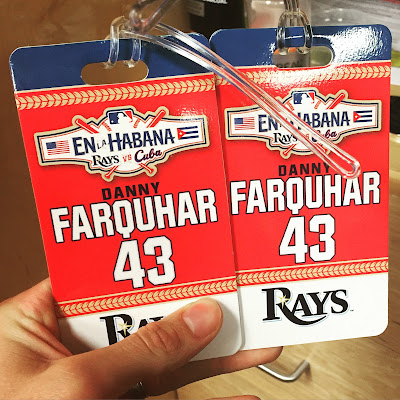 EN LA HABANA
RAYS VS Cuba
DANNY
FARQUHAR
43
RAYS
EN LA HABANA
RAYS VS Cuba
DANNY
FARQUHAR
43
RAYS